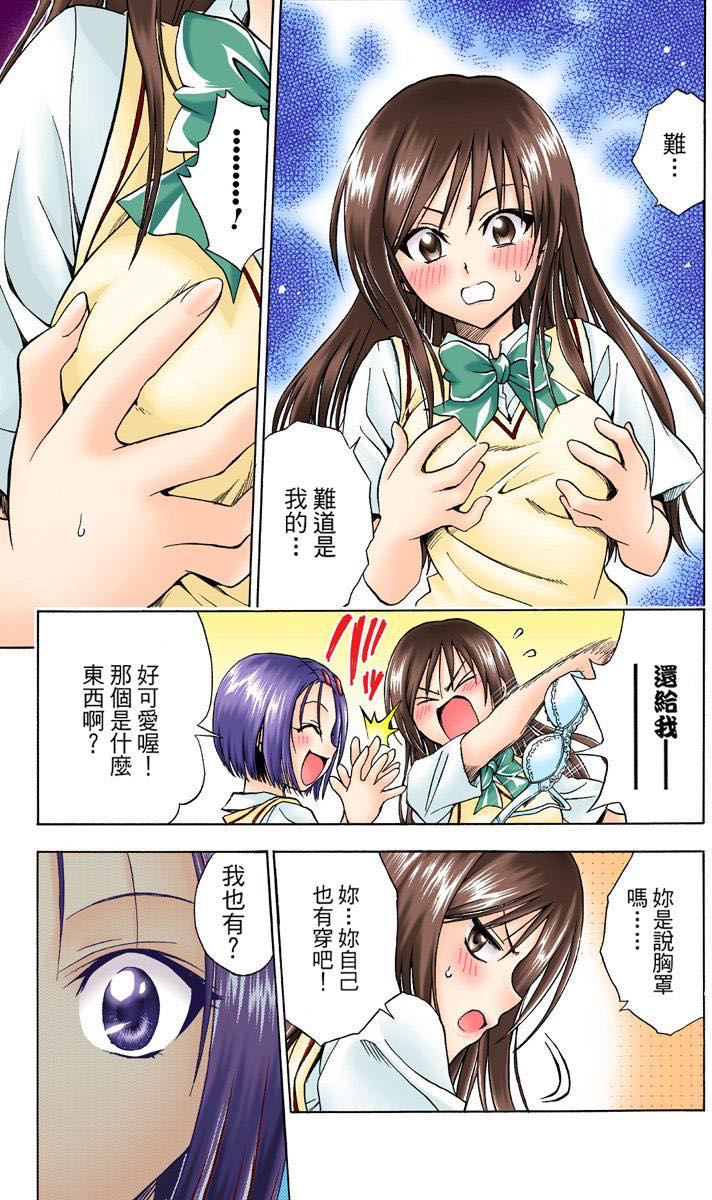 難…
難道是
我的…
………！
還給我——
好可愛喔！
那個是什麼
東西啊？
妳是說胸罩
嗎……
妳…妳自己
也有穿吧！
我也有？